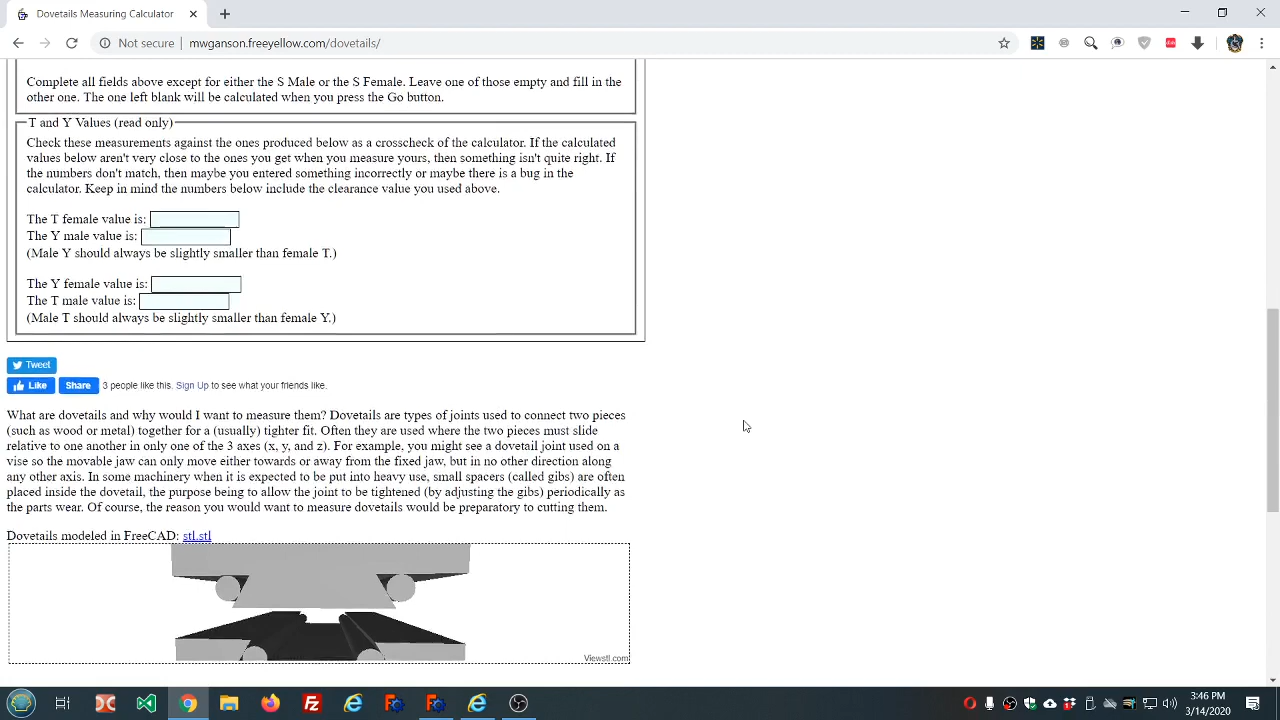 Dovetails Measuring Calculator
Not secure
mwganson.freeyellow.com/dovetails/
Complete all fields above except for either the S Male or the S Female. Leave one of those empty and fill in the
other one. The one left blank will be calculated when you press the Go button.
T and Y Values (read only)
Check these measurements against the ones produced below as a crosscheck of the calculator. If the calculated
values below aren't very close to the ones you get when you measure yours, then something isn't quite right. If
the numbers don't match, then maybe you entered something incorrectly or maybe there is a bug in the
calculator. Keep in mind the numbers below include the clearance value you used above.
The T female value is:
The Y male value is:
(Male Y should always be slightly smaller than female T.)
The Y female value is:
The T male value is:
(Male T should always be slightly smaller than female Y.)
Tweet
Like Share 3 people like this. Sign Up to see what your friends like.
What are dovetails and why would I want to measure them? Dovetails are types of joints used to connect two pieces
(such as wood or metal) together for a (usually) tighter fit. Often they are used where the two pieces must slide
relative to one another in only one of the 3 axes (x, y, and z). For example, you might see a dovetail joint used on a
vise so the movable jaw can only move either towards or away from the fixed jaw, but in no other direction along
any other axis. In some machinery when it is expected to be put into heavy use, small spacers (called gibs) are often
placed inside the dovetail, the purpose being to allow the joint to be tightened (by adjusting the gibs) periodically as
the parts wear. Of course, the reason you would want to measure dovetails would be preparatory to cutting them.
Dovetails modeled in FreeCAD: stl.stl
Viewstl.com
3:46 PM
3/14/2020